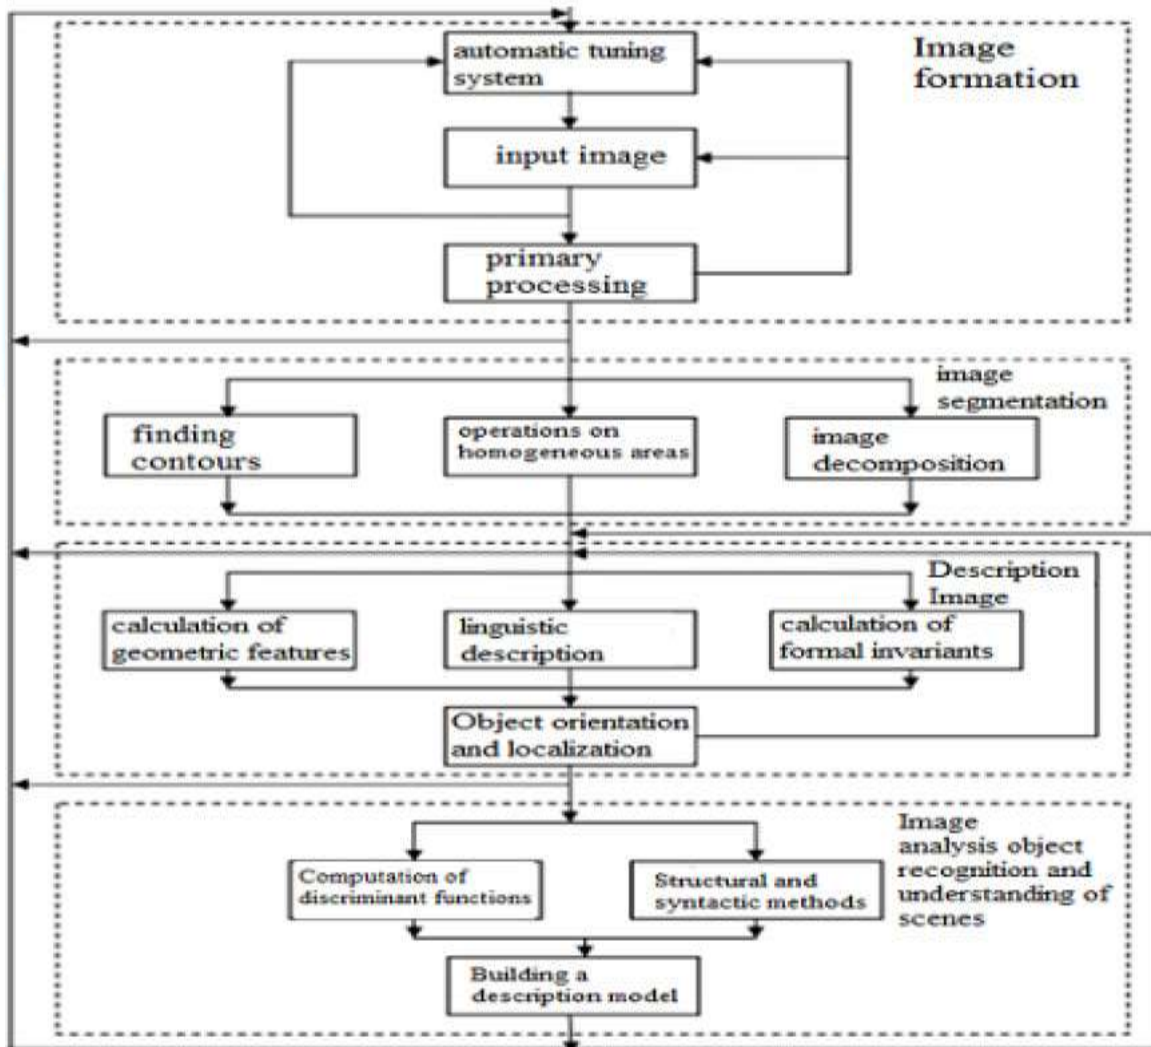 automatic tuning
system
Image
formation
input image
primary
processing
image
segmentation
finding
contours
operations on
homogeneous areas
image
decomposition
Description
Image
calculation of
geometric features
linguistic
description
calculation of
formal invariants
Object orientation
and localization
Image
analysis object
recognition and
understanding of
scenes
Computation of
discriminant functions
Structural and
syntactic methods
Building a
description model